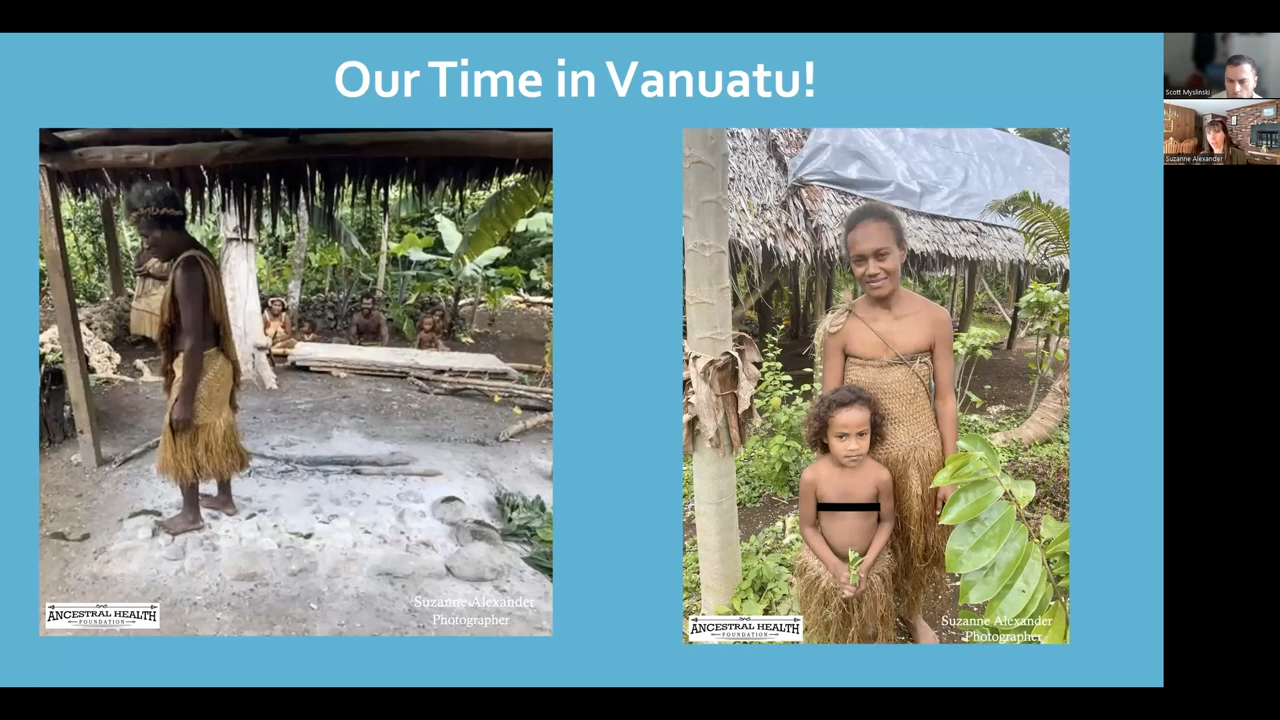 Our Time in Vanuatu!
ANCESTRAL HEALTH
FOUNDATION
Suzanne Alexander
Photographer
ANCESTRAL HEALTH
FOUNDATION
Suzanne Alexander
Photographer
Scott Myslinski
Suzanne Alexander